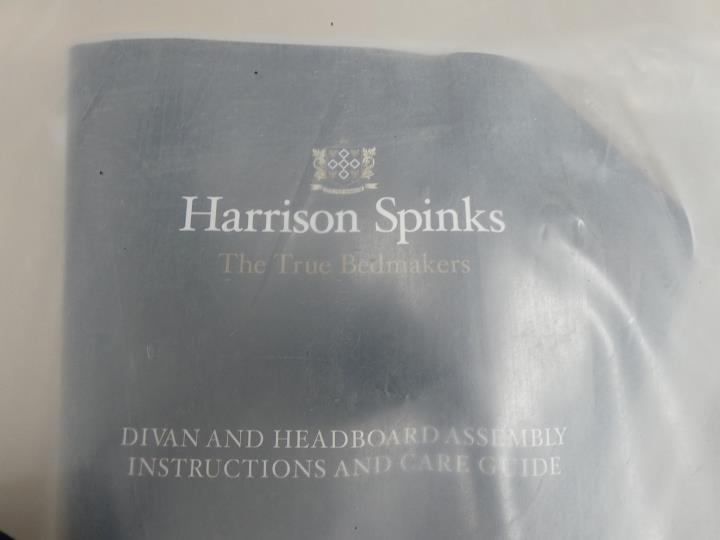 Harrison Spinks
The True Bedmakers
DIVAN AND HEADBOARD ASSEMBLY
INSTRUCTIONS AND CARE GUIDE